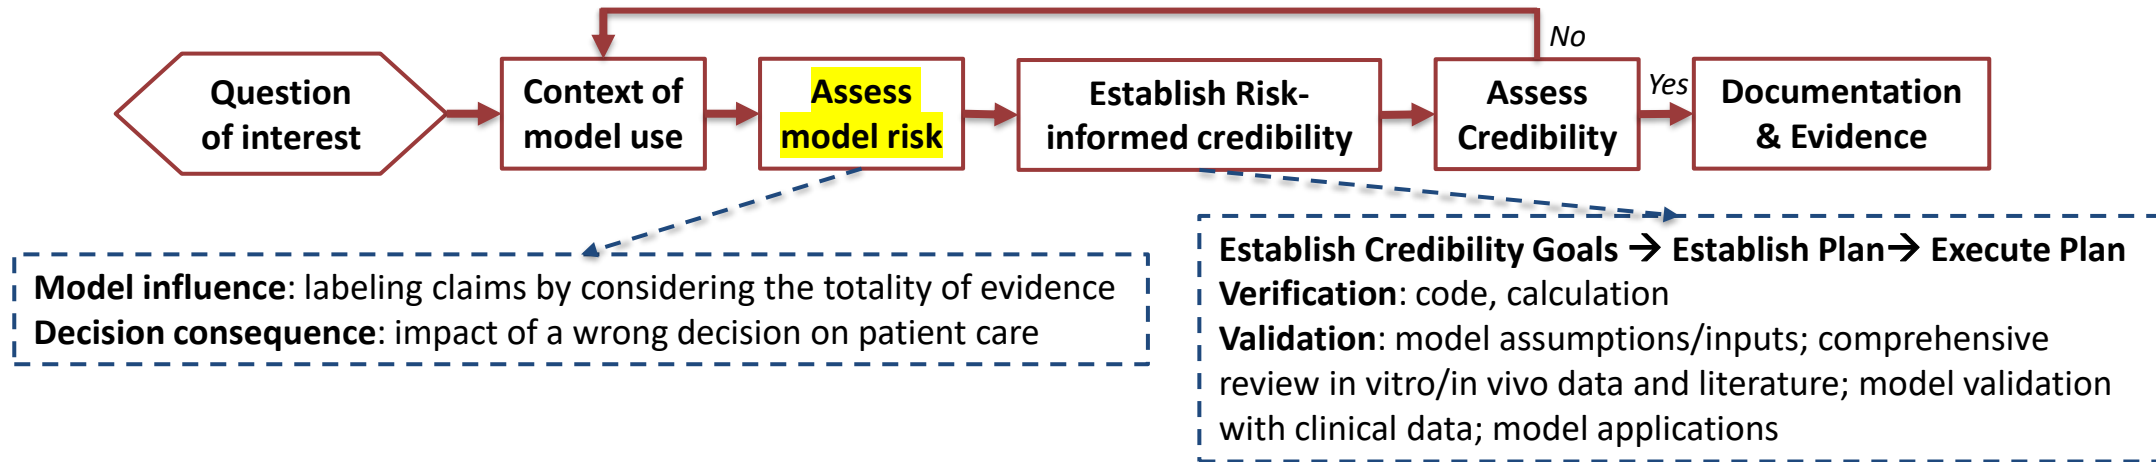 No
Question
of interest
Context of
model use
Assess
model risk
Establish Risk-
informed credibility
Assess
Credibility
Yes
Documentation
& Evidence
Model influence: labeling claims by considering the totality of evidence
Decision consequence: impact of a wrong decision on patient care
Establish Credibility Goals → Establish Plan→ Execute Plan
Verification: code, calculation
Validation: model assumptions/inputs; comprehensive
review in vitro/in vivo data and literature; model validation
with clinical data; model applications